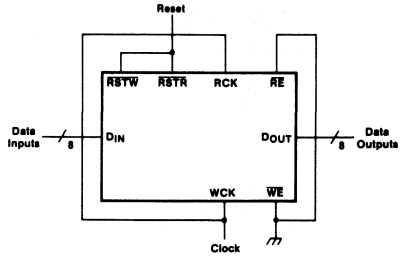 Reset
RSTW RSTR RCK RE
Data Inputs
8
DIN
DOUT
8
Data Outputs
WCK WE
Clock